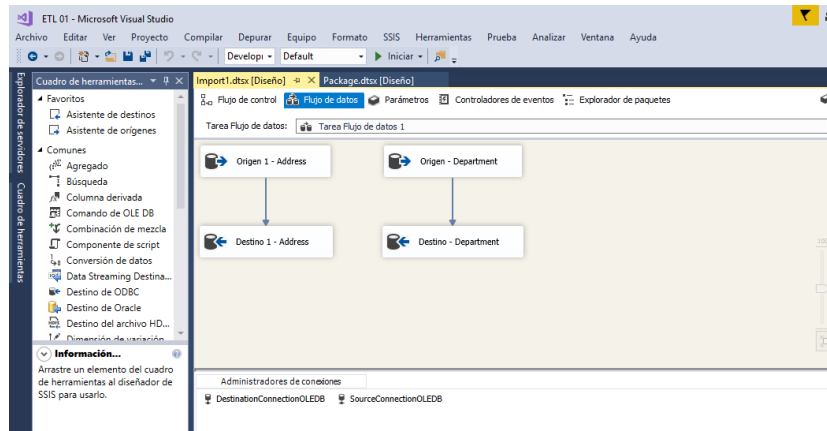 ETL 01 - Microsoft Visual Studio
Archivo Editar Ver Proyecto Compilar Depurar Equipo Formato SSIS Herramientas Prueba Analizar Ventana Ayuda
Developi Default Iniciar
Explorador de servidores
Cuadro de herramientas
Cuadro de herramientas...
Favoritos
Asistente de destinos
Asistente de orígenes
Comunes
Agregado
Búsqueda
Columna derivada
Comando de OLE DB
Combinación de mezcla
Componente de script
Conversión de datos
Data Streaming Destina...
Destino de ODBC
Destino de Oracle
Destino del archivo HD...
Dimensión de variación
Información...
Arrastre un elemento del cuadro
de herramientas al diseñador de
SSIS para usarlo.
Import1.dtsx [Diseño] Package.dtsx [Diseño]
Flujo de control Flujo de datos Parámetros Controladores de eventos Explorador de paquetes
Tarea Flujo de datos: Tarea Flujo de datos 1
Origen 1 - Address Origen - Department
Destino 1 - Address Destino - Department
Administradores de conexiones
DestinationConnectionOLEDB SourceConnectionOLEDB